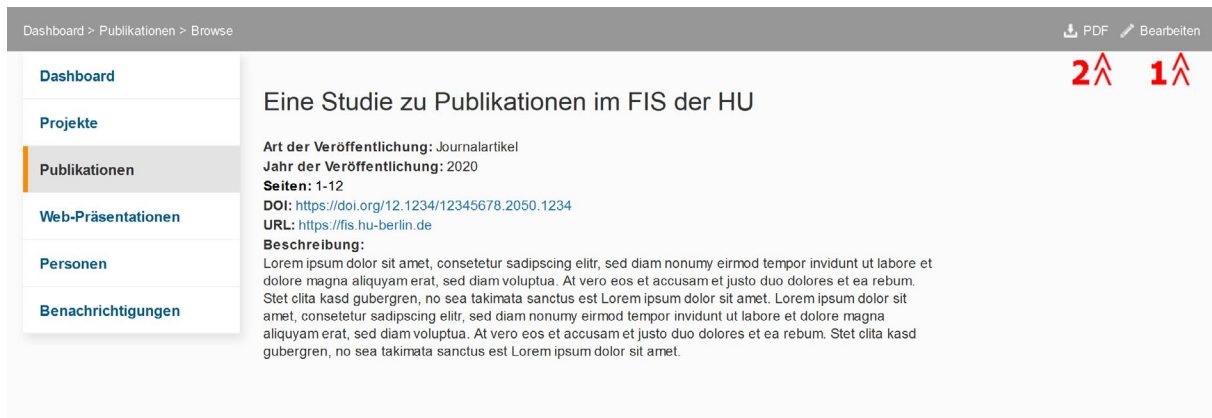 Dashboard > Publikationen > Browse
PDF
Bearbeiten
2
1
Dashboard
Projekte
Publikationen
Web-Präsentationen
Personen
Benachrichtigungen
Eine Studie zu Publikationen im FIS der HU
Art der Veröffentlichung: Journalartikel
Jahr der Veröffentlichung: 2020
Seiten: 1-12
DOI: https://doi.org/12.1234/12345678.2050.1234
URL: https://fis.hu-berlin.de
Beschreibung:
Lorem ipsum dolor sit amet, consetetur sadipscing elitr, sed diam nonumy eirmod tempor invidunt ut labore et
dolore magna aliquyam erat, sed diam voluptua. At vero eos et accusam et justo duo dolores et ea rebum.
Stet clita kasd gubergren, no sea takimata sanctus est Lorem ipsum dolor sit amet. Lorem ipsum dolor sit
amet, consetetur sadipscing elitr, sed diam nonumy eirmod tempor invidunt ut labore et dolore magna
aliquyam erat, sed diam voluptua. At vero eos et accusam et justo duo dolores et ea rebum. Stet clita kasd
gubergren, no sea takimata sanctus est Lorem ipsum dolor sit amet.